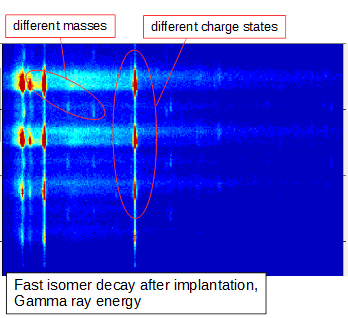 different masses
different charge states
Fast isomer decay after implantation,
Gamma ray energy